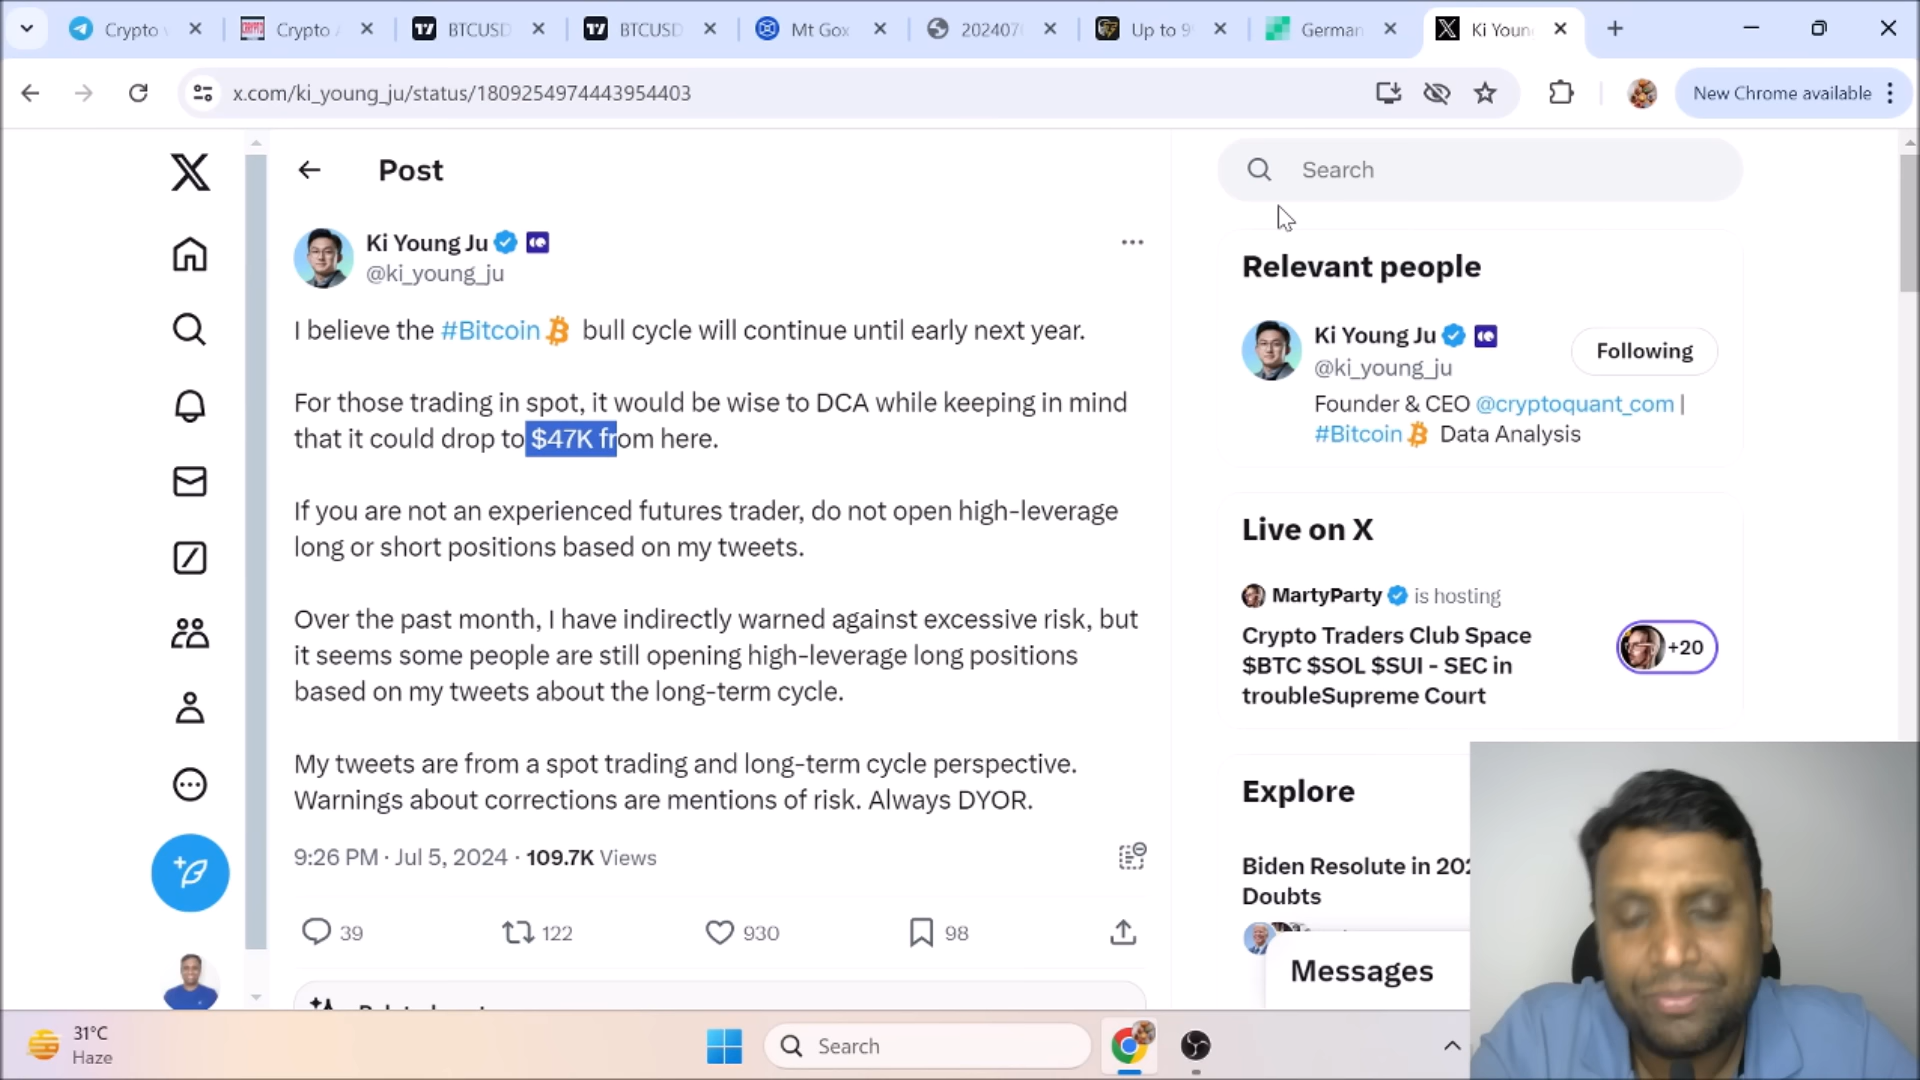 Crypto
Crypto
BTCUSD
BTCUSD
Mt Gox
202407
Up to 9
German
Ki Youn
x.com/ki_young_ju/status/1809254974443954403
New Chrome available
Post
Search
Ki Young Ju
@ki_young_ju
I believe the #Bitcoin bull cycle will continue until early next year.
For those trading in spot, it would be wise to DCA while keeping in mind
that it could drop to $47K from here.
If you are not an experienced futures trader, do not open high-leverage
long or short positions based on my tweets.
Over the past month, I have indirectly warned against excessive risk, but
it seems some people are still opening high-leverage long positions
based on my tweets about the long-term cycle.
My tweets are from a spot trading and long-term cycle perspective.
Warnings about corrections are mentions of risk. Always DYOR.
9:26 PM · Jul 5, 2024 · 109.7K Views
39
122
930
98
Relevant people
Ki Young Ju
@ki_young_ju
Following
Founder & CEO @cryptoquant_com |
#Bitcoin Data Analysis
Live on X
MartyParty is hosting
Crypto Traders Club Space
$BTC $SOL $SUI - SEC in
troubleSupreme Court
+20
Explore
Biden Resolute in 202
Doubts
Messages
31°C
Haze
Search